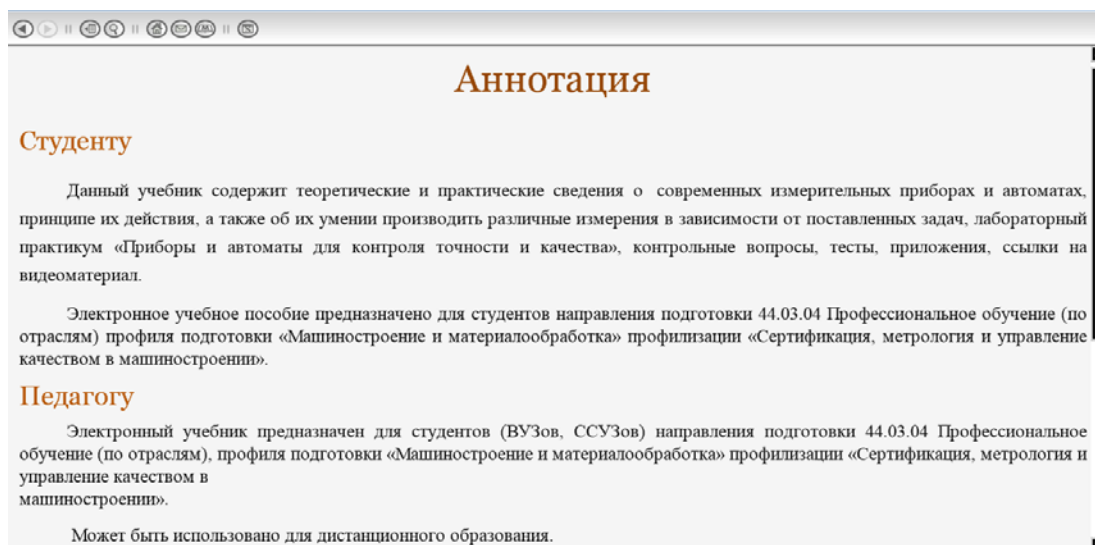 Аннотация
Студенту
Данный учебник содержит теоретические и практические сведения о современных измерительных приборах и автоматах,
принципе их действия, а также об их умении производить различные измерения в зависимости от поставленных задач, лабораторный
практикум «Приборы и автоматы для контроля точности и качества», контрольные вопросы, тесты, приложения, ссылки на
видеоматериал.
Электронное учебное пособие предназначено для студентов направления подготовки 44.03.04 Профессиональное обучение (по
отраслям) профиля подготовки «Машиностроение и материалообработка» профилизации «Сертификация, метрология и управление
качеством в машиностроении».
Педагогу
Электронный учебник предназначен для студентов (ВУЗов, ССУЗов) направления подготовки 44.03.04 Профессиональное
обучение (по отраслям), профиля подготовки «Машиностроение и материалообработка» профилизации «Сертификация, метрология и
управление качеством в
машиностроении».
Может быть использовано для дистанционного образования.